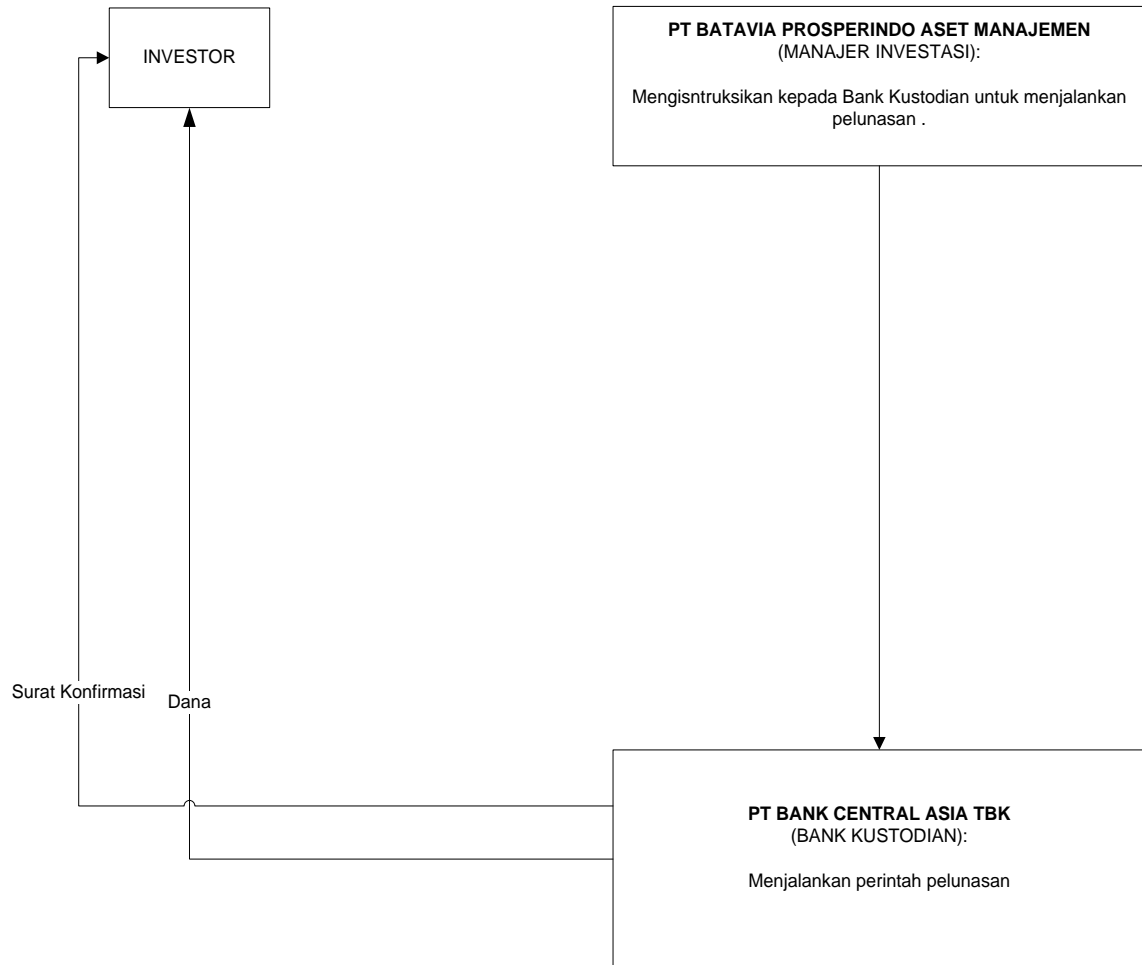 INVESTOR
PT BATAVIA PROSPERINDO ASET MANAJEMEN
(MANAJER INVESTASI):
Mengisntruksikan kepada Bank Kustodian untuk menjalankan
pelunasan .
Surat Konfirmasi
Dana
PT BANK CENTRAL ASIA TBK
(BANK KUSTODIAN):
Menjalankan perintah pelunasan